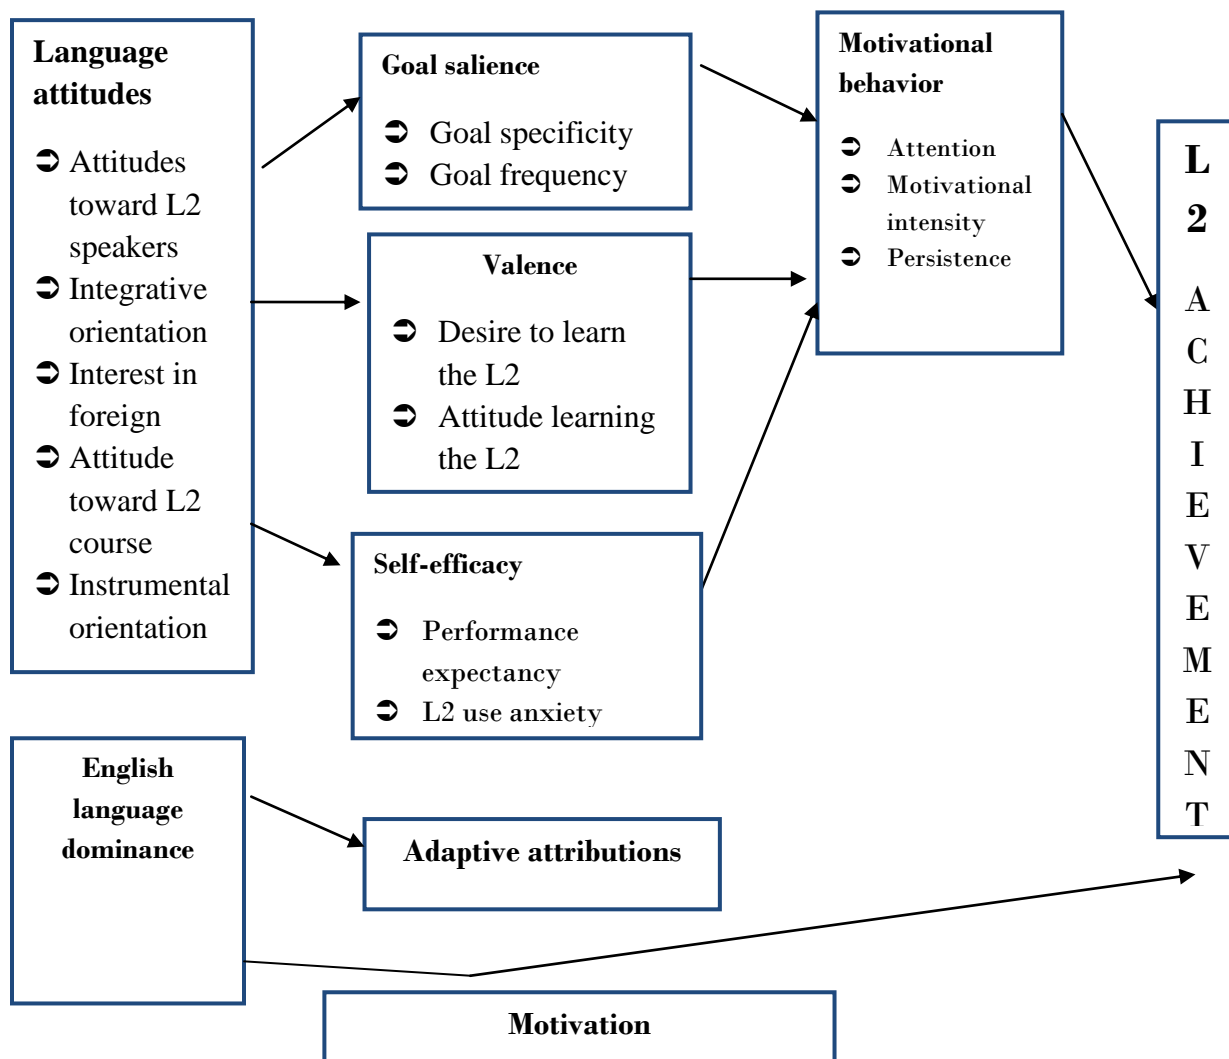 Language
attitudes
➲ Attitudes
toward L2
speakers
➲ Integrative
orientation
➲ Interest in
foreign
➲ Attitude
toward L2
course
➲ Instrumental
orientation
Goal salience
➲ Goal specificity
➲ Goal frequency
Valence
➲ Desire to learn
the L2
➲ Attitude learning
the L2
Self-efficacy
➲ Performance
expectancy
➲ L2 use anxiety
Motivational
behavior
➲ Attention
➲ Motivational
intensity
➲ Persistence
L
2
A
C
H
I
E
V
E
M
E
N
T
English
language
dominance
Adaptive attributions
Motivation